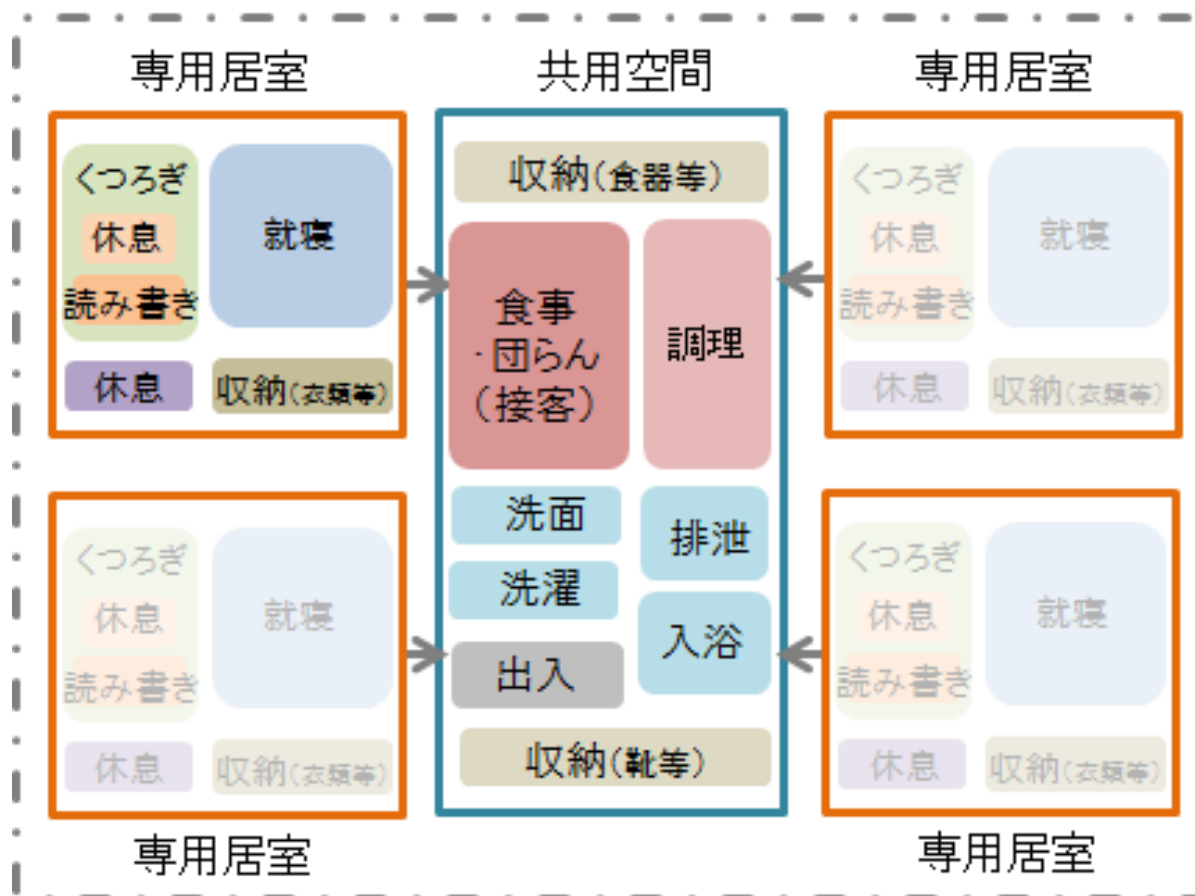 専用居室
くつろぎ
休息
読み書き
就寝
休息
収納(衣類等)
共用空間
収納(食器等)
食事
・団らん
(接客)
調理
洗面
洗濯
排泄
入浴
出入
収納(靴等)
専用居室
くつろぎ
休息
読み書き
就寝
休息
収納(衣類等)
くつろぎ
休息
読み書き
就寝
休息
収納(衣類等)
専用居室
くつろぎ
休息
読み書き
就寝
休息
収納(衣類等)
専用居室